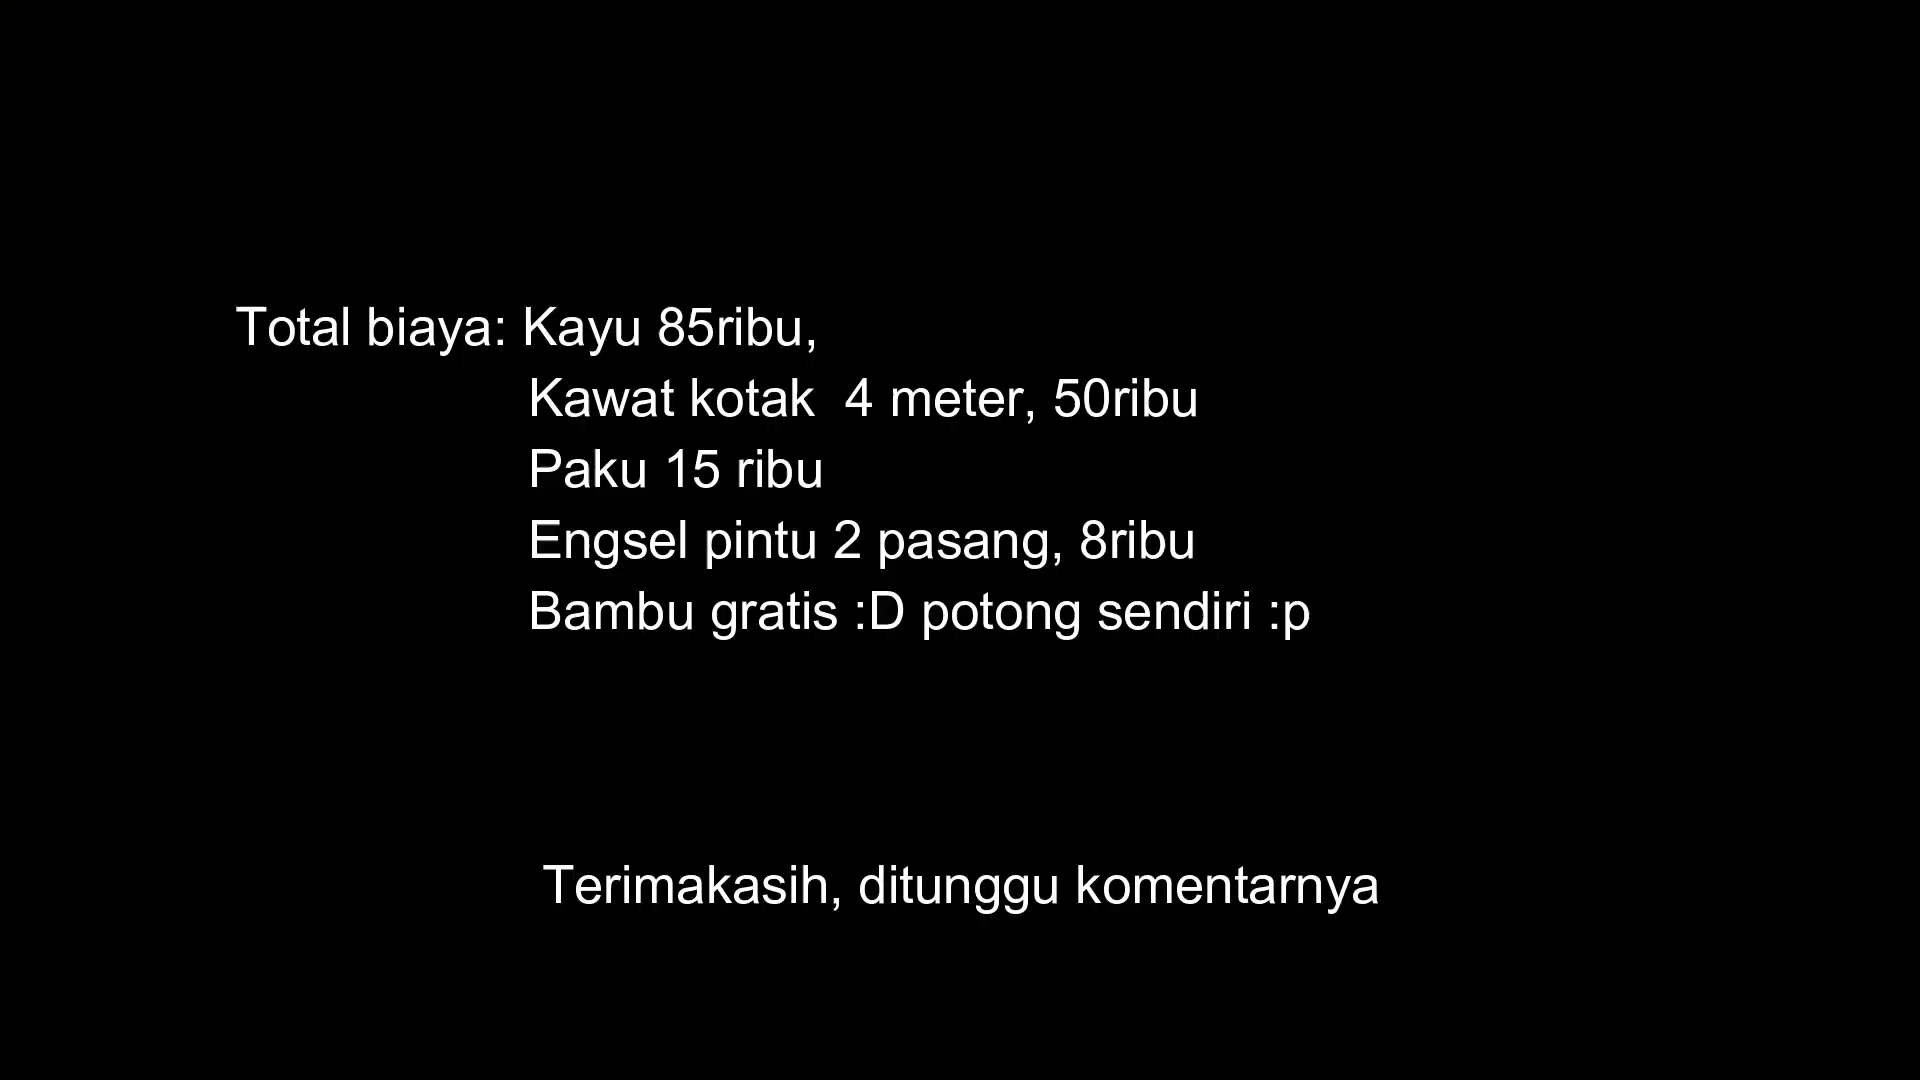 Total biaya: Kayu 85ribu,
Kawat kotak  4 meter, 50ribu
Paku 15 ribu
Engsel pintu 2 pasang, 8ribu
Bambu gratis :D potong sendiri :p
Terimakasih, ditunggu komentarnya